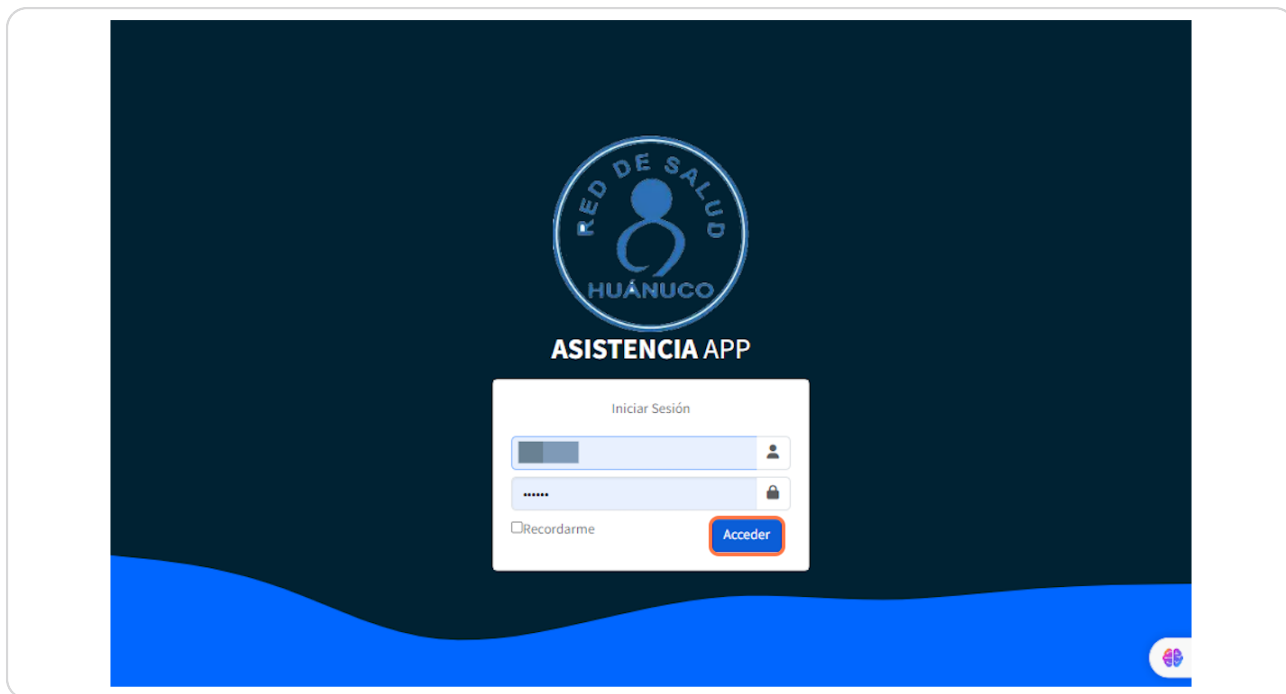 RED DE SALUD
HUÁNUCO
ASISTENCIA APP
Iniciar Sesión
••••••
Recordarme
Acceder